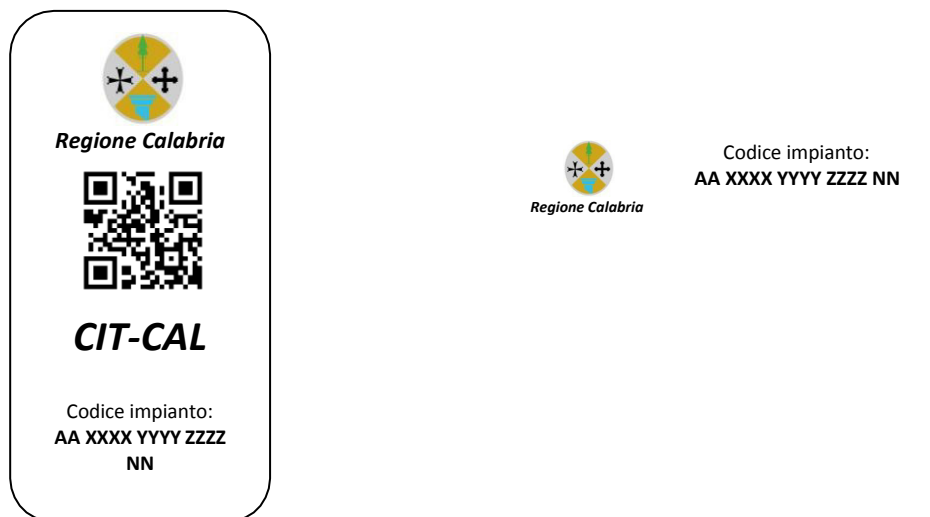 Regione Calabria
CIT-CAL
Codice impianto:
AA XXXX YYYY ZZZZ
NN
Regione Calabria
Codice impianto:
AA XXXX YYYY ZZZZ NN